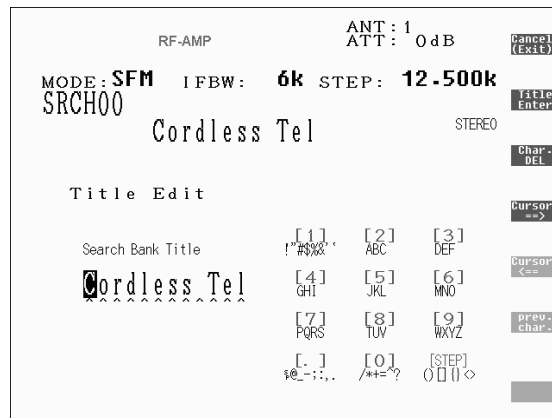 ANT:1
RF-AMP
ATT: 0dB
Cancel
(Exit)
MODE:SFM IFBW: 6k STEP: 12.500k
SRCH00
Title
Enter
Cordless Tel
STEREO
Char.
DEL
Title Edit
Cursor
==>
Search Bank Title
[1] [2] [3]
!"#$%&'` ABC DEF
Cursor
<==
Cordless Tel
^^^^^^^^^^^^
[4] [5] [6]
GHI JKL MNO
[7] [8] [9]
PQRS TUV WXYZ
prev.
char.
[. ] [0] [STEP]
/*+=^? ()[]{}<>